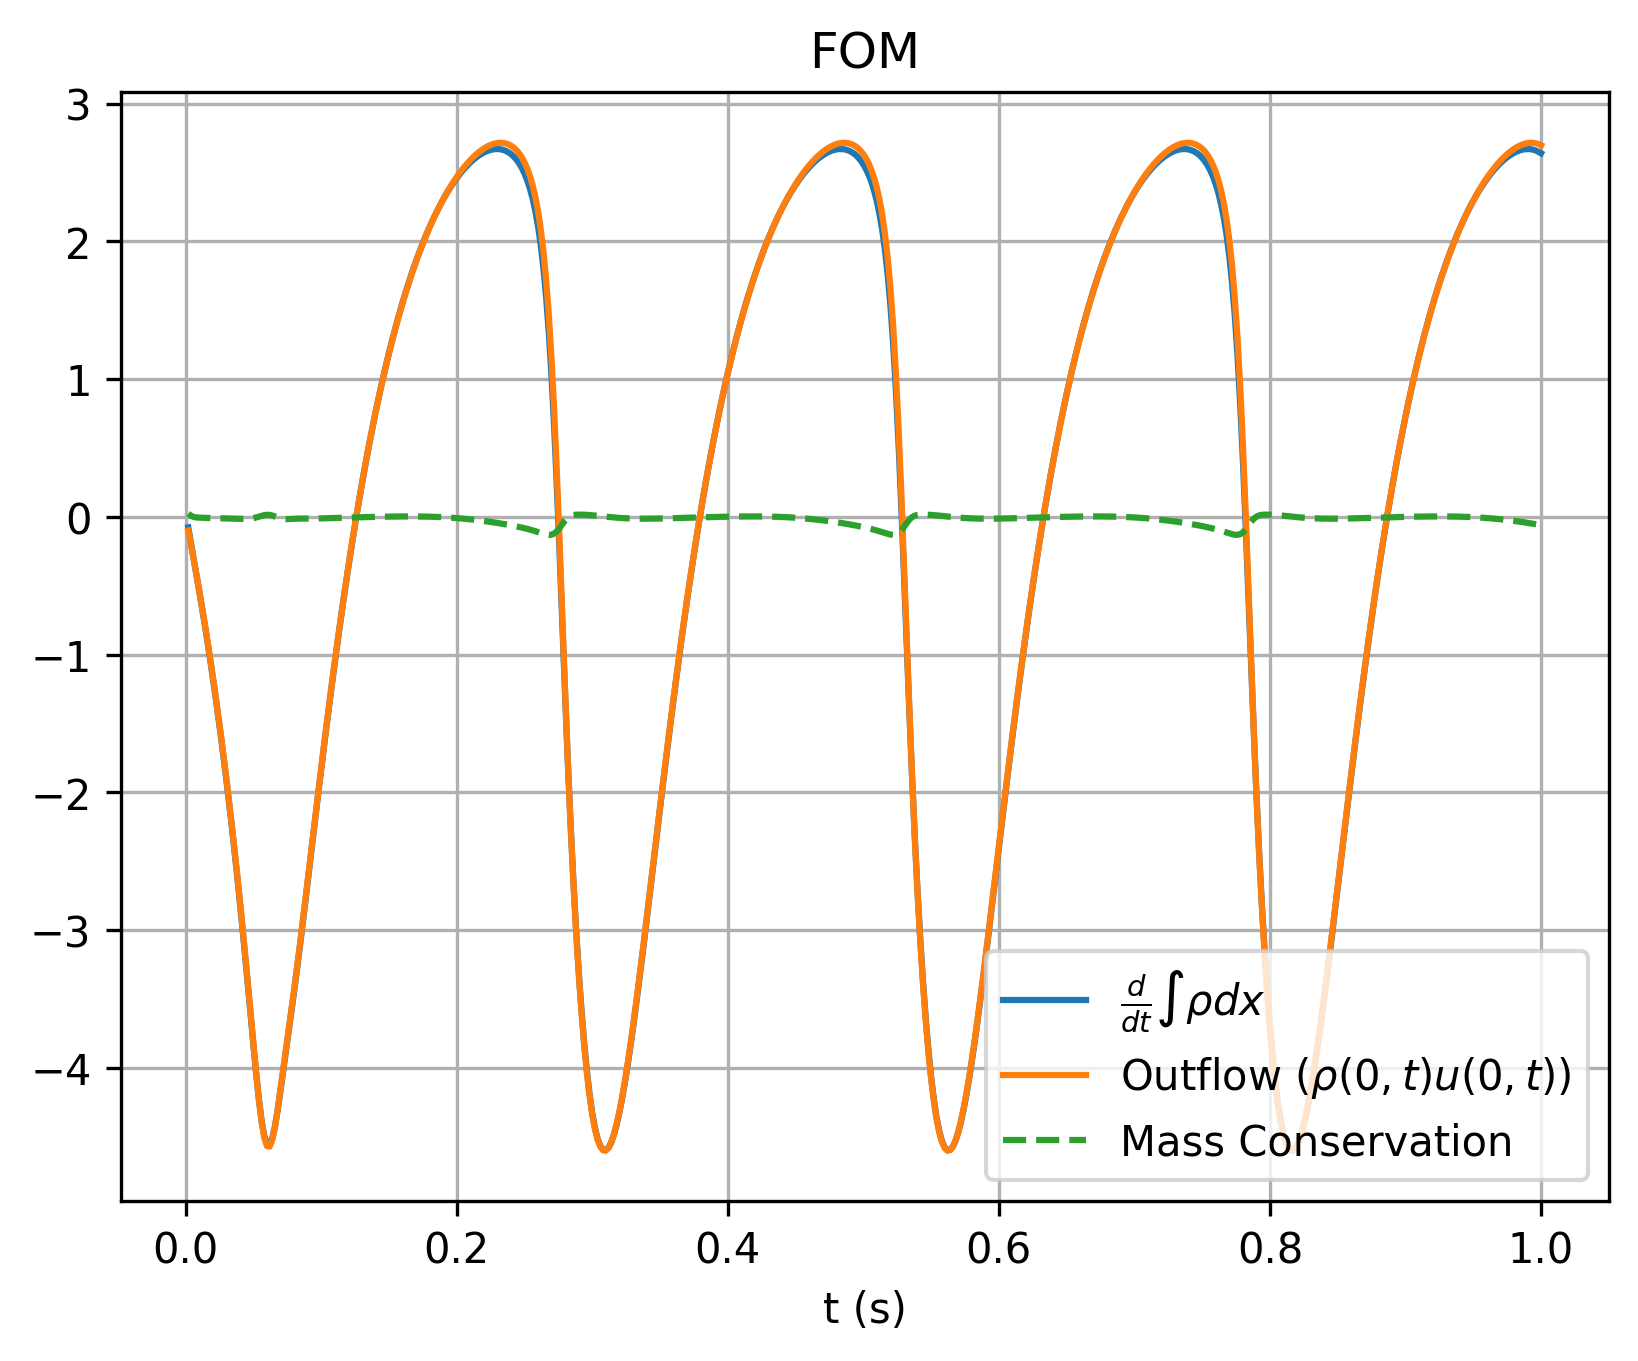 FOM
3
2
1
0
−1
−2
−3
−4
d/dt ∫ρdx
Outflow (ρ(0, t)u(0, t))
Mass Conservation
0.0 0.2 0.4 0.6 0.8 1.0
t (s)